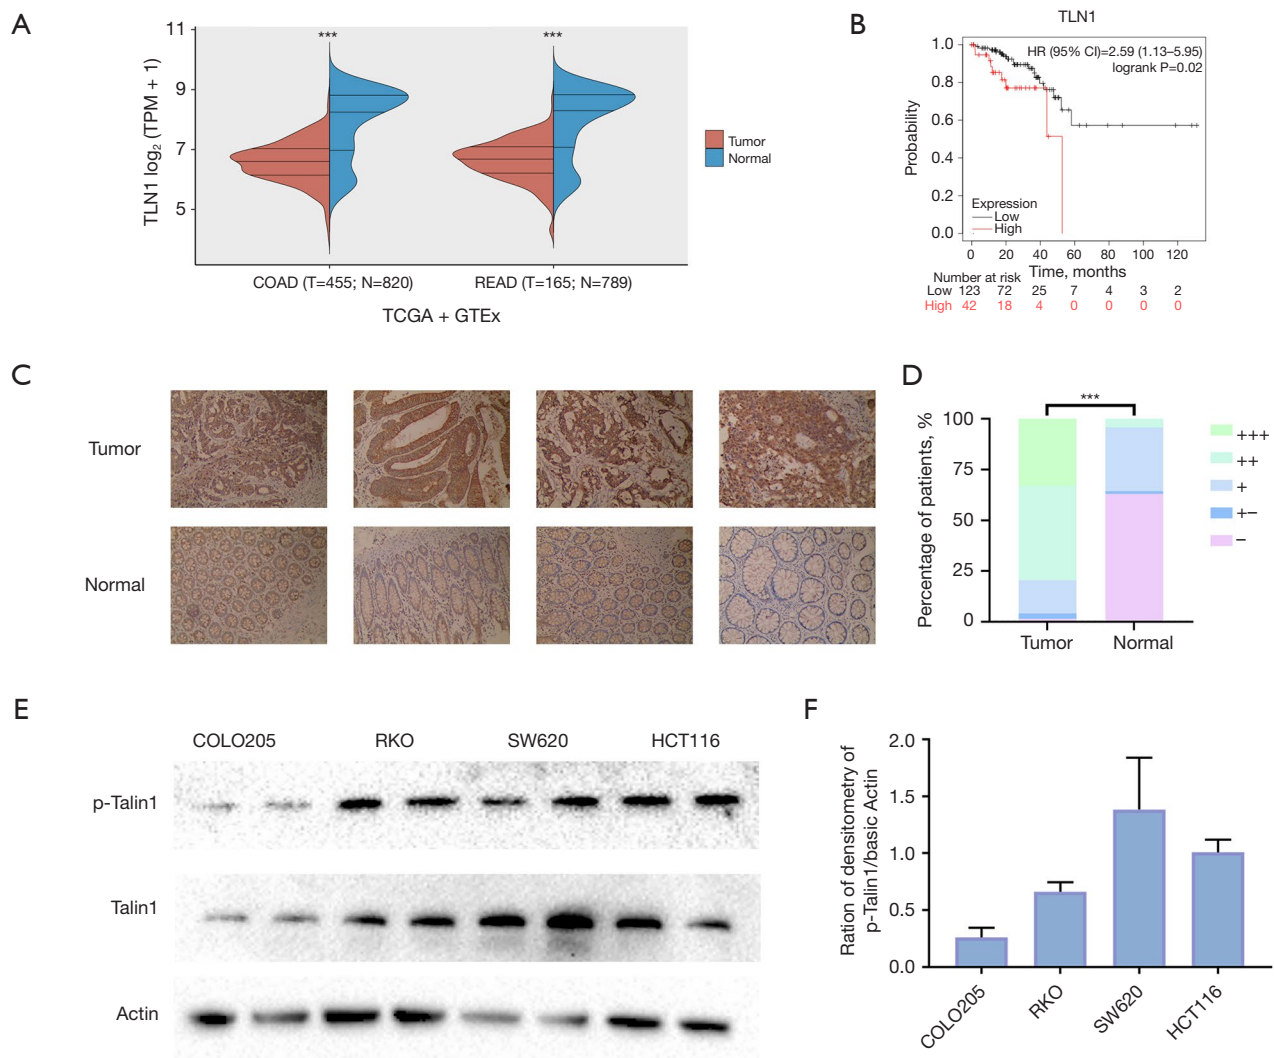 A
TLN1 log2 (TPM + 1)
11
9
7
5
***
***
Tumor
Normal
COAD (T=455; N=820)
READ (T=165; N=789)
TCGA + GTEx
B
TLN1
HR (95% CI)=2.59 (1.13–5.95)
logrank P=0.02
Probability
1.0
0.8
0.6
0.4
0.2
0.0
Expression
Low
High
0 20 40 60 80 100 120
Time, months
Number at risk
Low 123 72 25 7 4 3 2
High 42 18 4 0 0 0 0
C
Tumor
Normal
D
***
Percentage of patients, %
100
75
50
25
0
Tumor
Normal
+++
++
+
+−
−
E
COLO205 RKO SW620 HCT116
p-Talin1
Talin1
Actin
F
Ration of densitometry of
p-Talin1/basic Actin
2.0
1.5
1.0
0.5
0.0
COLO205
RKO
SW620
HCT116